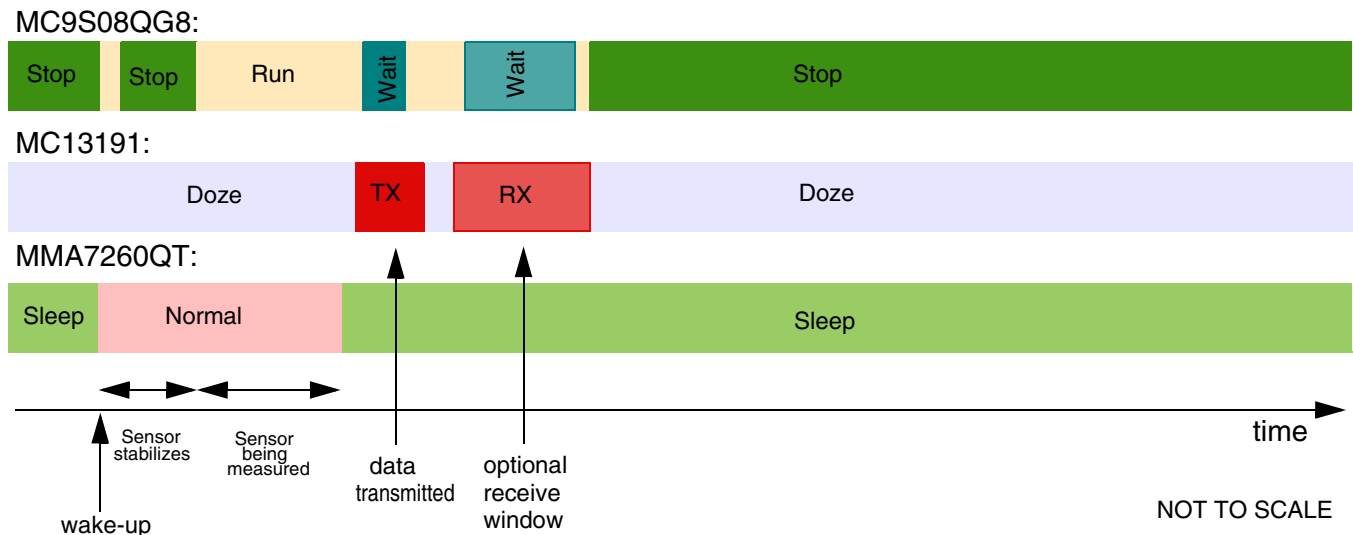 MC9S08QG8:
Stop
Stop
Run
Wait
Wait
Stop
MC13191:
Doze
TX
RX
Doze
MMA7260QT:
Sleep
Normal
Sleep
time
Sensor
stabilizes
Sensor
being
measured
data
transmitted
optional
receive
window
wake-up
NOT TO SCALE